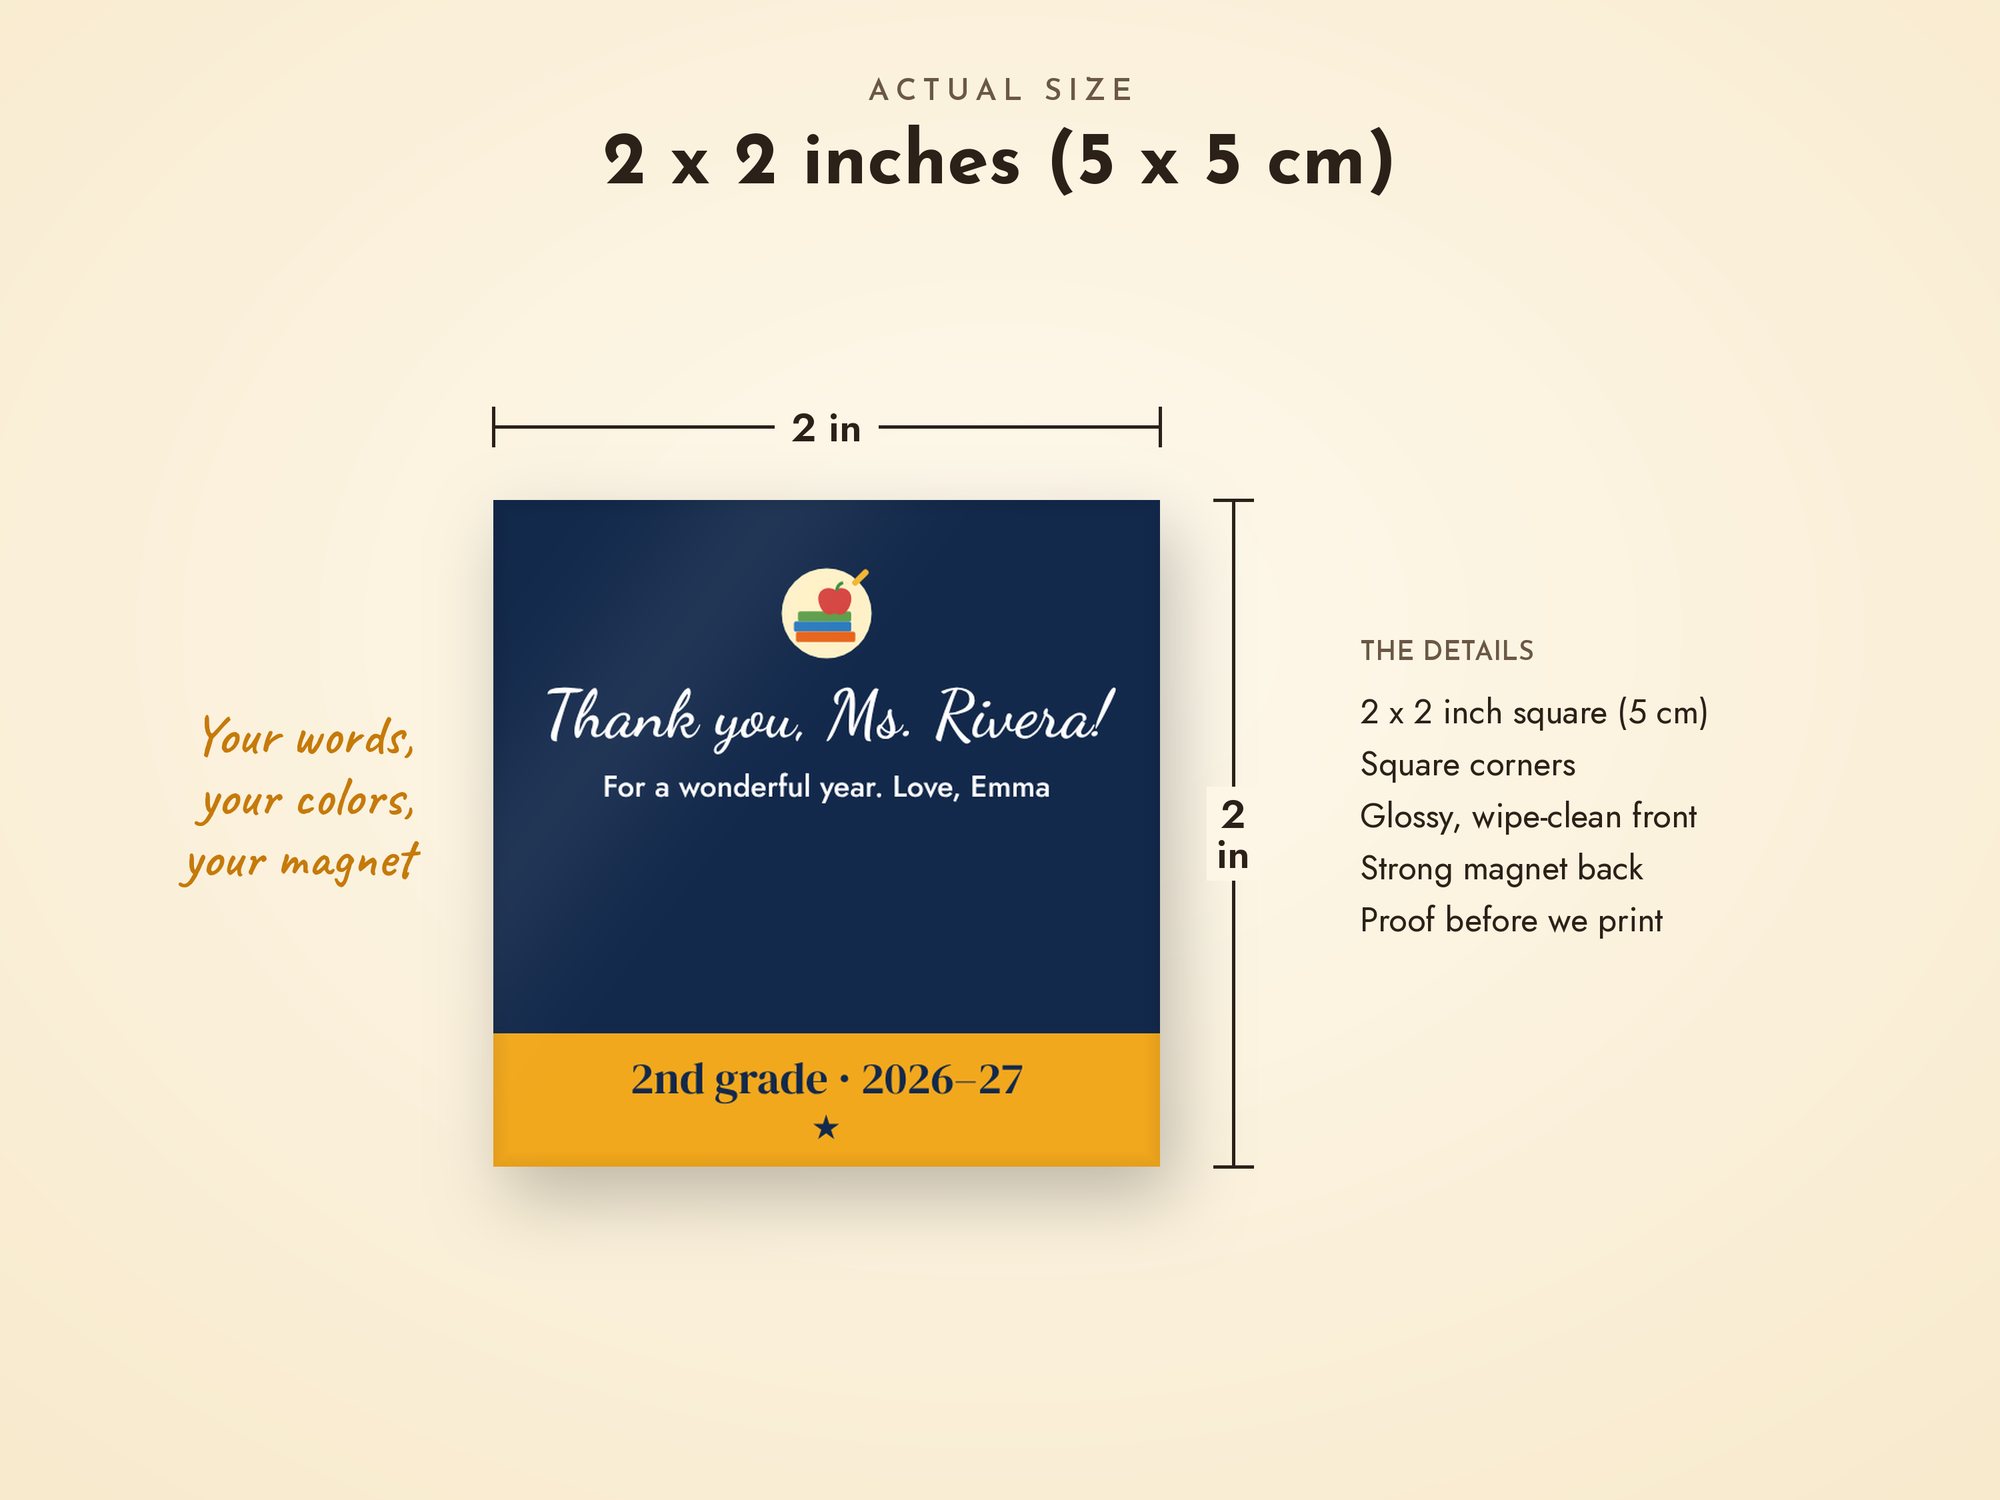 ACTUAL SIZE
2 x 2 inches (5 x 5 cm)
2 in
Thank you, Ms. Rivera!
For a wonderful year. Love, Emma
2nd grade · 2026–27
★
2
in
Your words,
your colors,
your magnet
THE DETAILS
2 x 2 inch square (5 cm)
Square corners
Glossy, wipe-clean front
Strong magnet back
Proof before we print